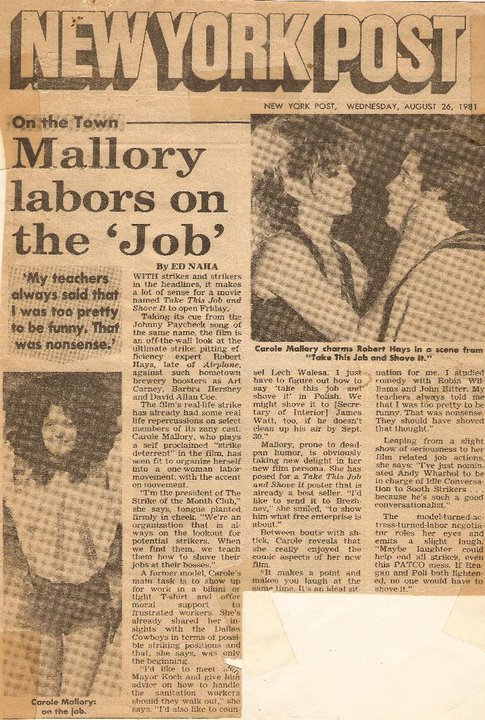 NEW YORK POST
NEW YORK POST, WEDNESDAY, AUGUST 26, 1981
On the Town
Mallory
labors on
the 'Job'
'My teachers
always said that
I was too pretty
to be funny. That
was nonsense.'
By ED NAHA
WITH strikes and strikers
in the headlines, it makes
a lot of sense for a movie
named Take This Job and
Shove It to open Friday.
Taking its cue from the
Johnny Paycheck song of
the same name, the film is
an off-the-wall look at the
ultimate strike: pitting ef-
ficiency expert Robert
Hays, late of Airplane,
against such hometown
brewery boosters as Art
Carney, Barbra Hershey
and David Allan Coe.
The film's real-life strike
has already had some real
life repercussions on select
members of its zany cast.
Carole Mallory, who plays
a self proclaimed "strike
deterrent" in the film, has
seen fit to organize herself
into a one-woman labor
movement, with the accent
on movement.
"I'm the president of The
Strike of the Month Club,"
she says, tongue planted
firmly in cheek. "We're an
organization that is al-
ways on the lookout for
potential strikers. When
we find them, we teach
them how to shove their
jobs at their bosses."
A former model, Carole's
main task is to show up
for work in a bikini or
tight T-shirt and offer
moral support to
frustrated workers. She's
already shared her in-
sights with the Dallas
Cowboys in terms of possi-
ble striking positions and
that, she says, was only
the beginning.
"I'd like to meet
Mayor Koch and give him
advice on how to handle
the sanitation workers
should they walk out," she
says. "I'd also like to coun-
Carole Mallory:
on the job.
Carole Mallory charms Robert Hays in a scene from
"Take This Job and Shove It."
sel Lech Walesa. I just
have to figure out how to
say 'take this job and
shove it' in Polish. We
might shove it to [Secre-
tary of Interior] James
Watt, too, if he doesn't
clean up his air by Sept.
30."
Mallory, prone to dead-
pan humor, is obviously
taking new delight in her
new film persona. She has
posed for a Take This Job
and Shove it poster that is
already a best seller. "I'd
like to send it to Brezh-
nev," she smiled, "to show
him what free enterprise is
about."
Between bouts with sh-
tick, Carole reveals that
she really enjoyed the
comic aspects of her new
film.
"It makes a point and
makes you laugh at the
same time. It's an ideal sit-
uation for me. I studied
comedy with Robin Wil-
liams and John Ritter. My
teachers always told me
that I was too pretty to be
funny. That was nonsense.
They should have shoved
that thought."
Leaping from a slight
show of seriousness to her
film related job actions,
she says: "I've just nomin-
ated Andy Wharhol to be
in charge of Idle Conversa-
tion to Sooth Strikers . . .
because he's such a good
conversationalist."
The model-turned-ac-
tress-turned-labor-negotia-
tor roles her eyes and
emits a slight laugh.
"Maybe laughter could
help end all strikes, even
this PATCO mess. If Rea-
gan and Poli both lighten-
ed, no one would have to
shove it."